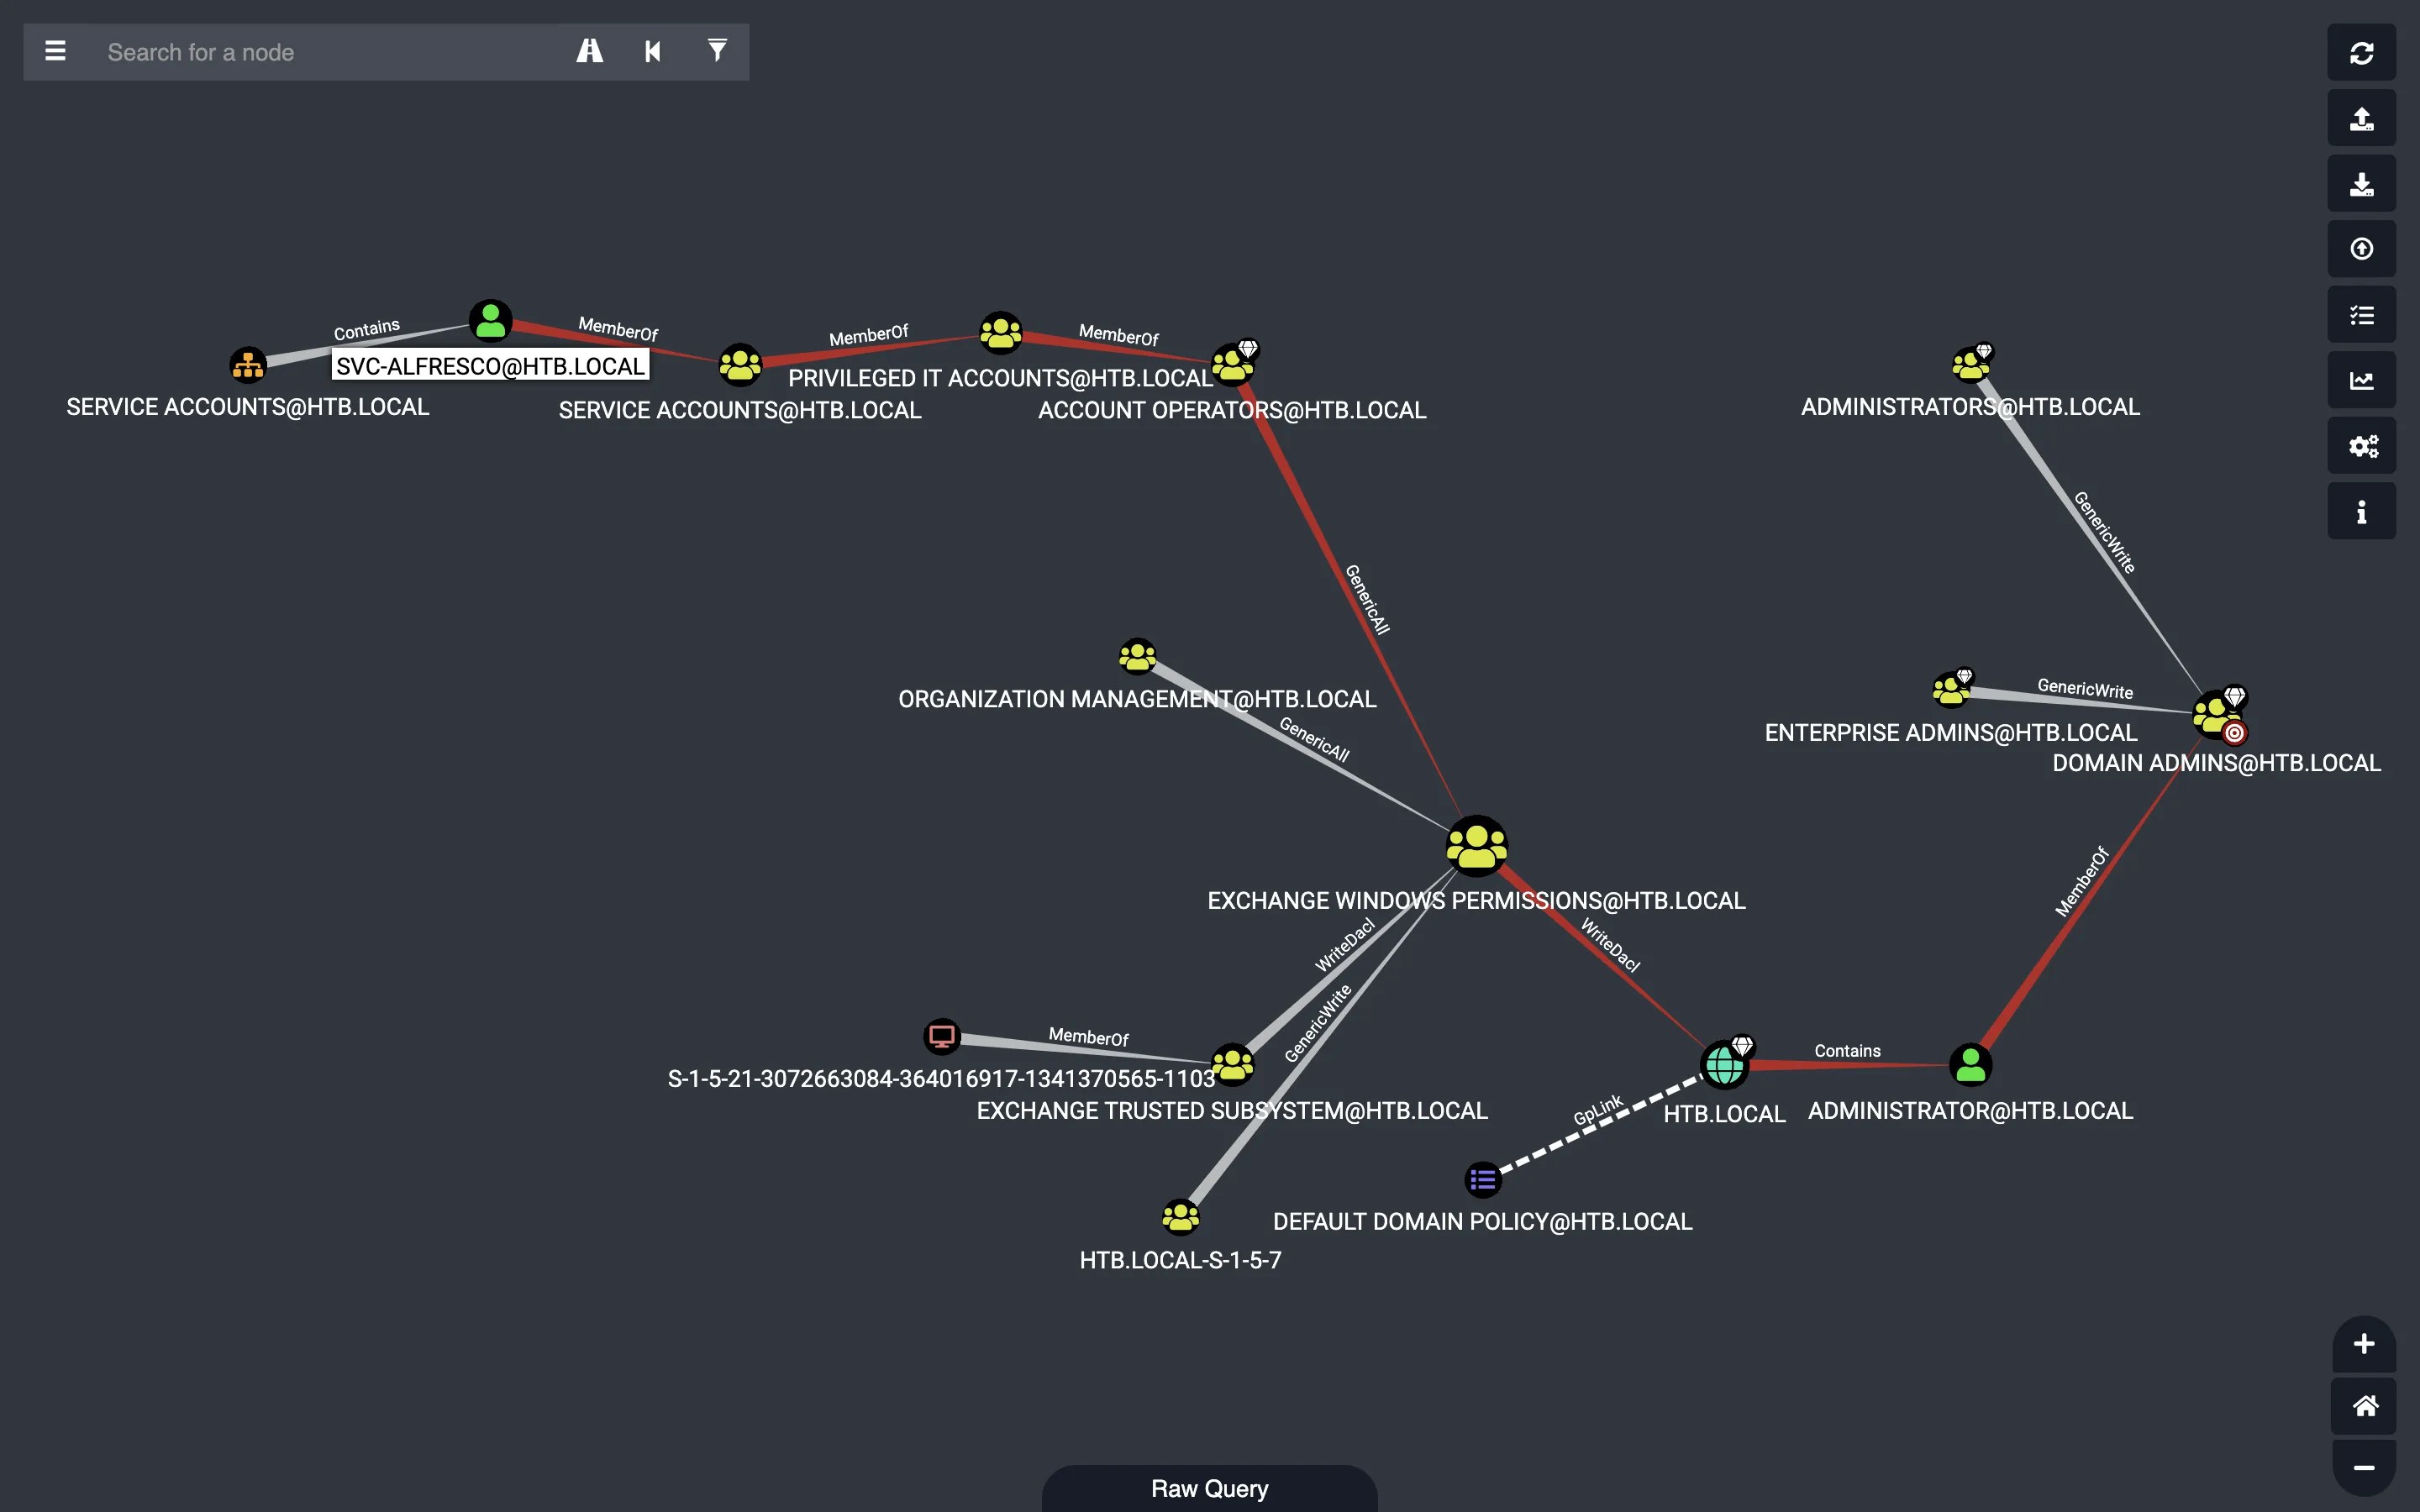 Search for a node
Contains
MemberOf
MemberOf
MemberOf
SVC-ALFRESCO@HTB.LOCAL
PRIVILEGED IT ACCOUNTS@HTB.LOCAL
SERVICE ACCOUNTS@HTB.LOCAL
SERVICE ACCOUNTS@HTB.LOCAL
ACCOUNT OPERATORS@HTB.LOCAL
ADMINISTRATORS@HTB.LOCAL
GenericWrite
GenericAll
ORGANIZATION MANAGEMENT@HTB.LOCAL
GenericAll
GenericWrite
ENTERPRISE ADMINS@HTB.LOCAL
DOMAIN ADMINS@HTB.LOCAL
MemberOf
EXCHANGE WINDOWS PERMISSIONS@HTB.LOCAL
WriteDacl
WriteDacl
GenericWrite
MemberOf
S-1-5-21-3072663084-364016917-1341370565-1103
EXCHANGE TRUSTED SUBSYSTEM@HTB.LOCAL
Contains
GpLink
HTB.LOCAL
ADMINISTRATOR@HTB.LOCAL
DEFAULT DOMAIN POLICY@HTB.LOCAL
HTB.LOCAL-S-1-5-7
Raw Query